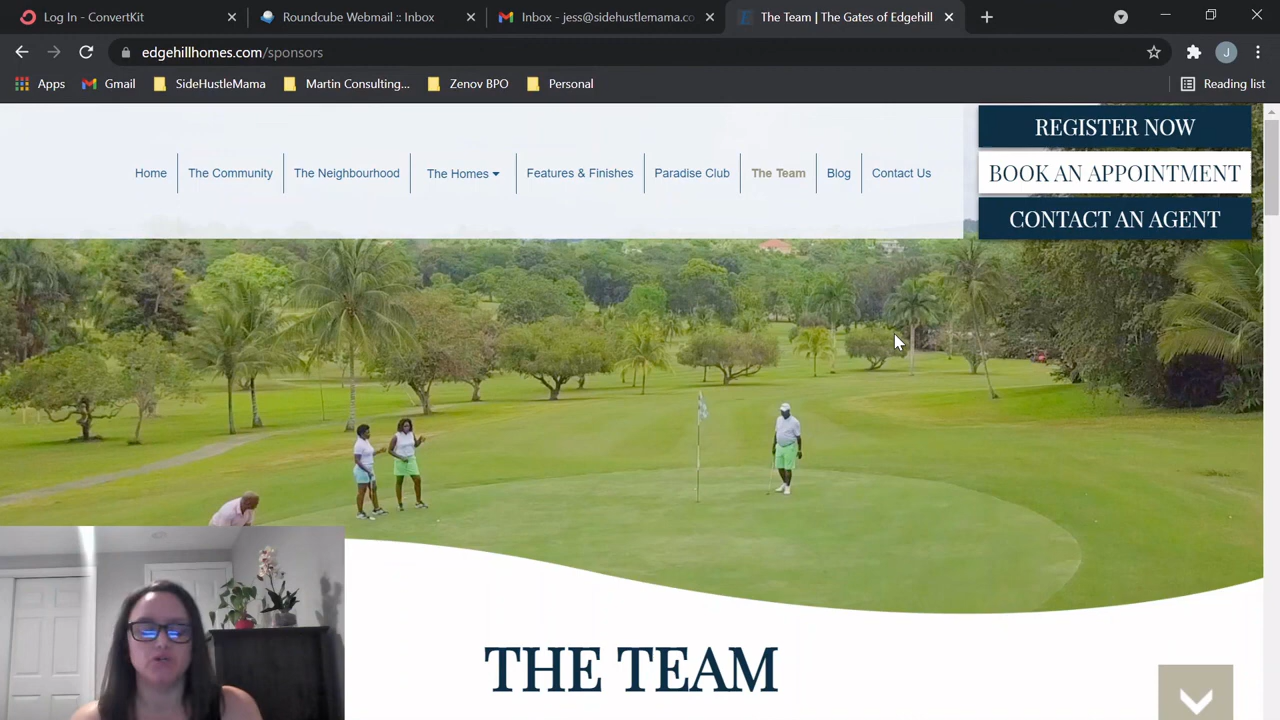 Log In - ConvertKit
Roundcube Webmail :: Inbox
Inbox - jess@sidehustlemama.co
The Team | The Gates of Edgehill
edgehillhomes.com/sponsors
J
Apps
Gmail
SideHustleMama
Martin Consulting...
Zenov BPO
Personal
Reading list
REGISTER NOW
Home
The Community
The Neighbourhood
The Homes
Features & Finishes
Paradise Club
The Team
Blog
Contact Us
BOOK AN APPOINTMENT
CONTACT AN AGENT
THE TEAM